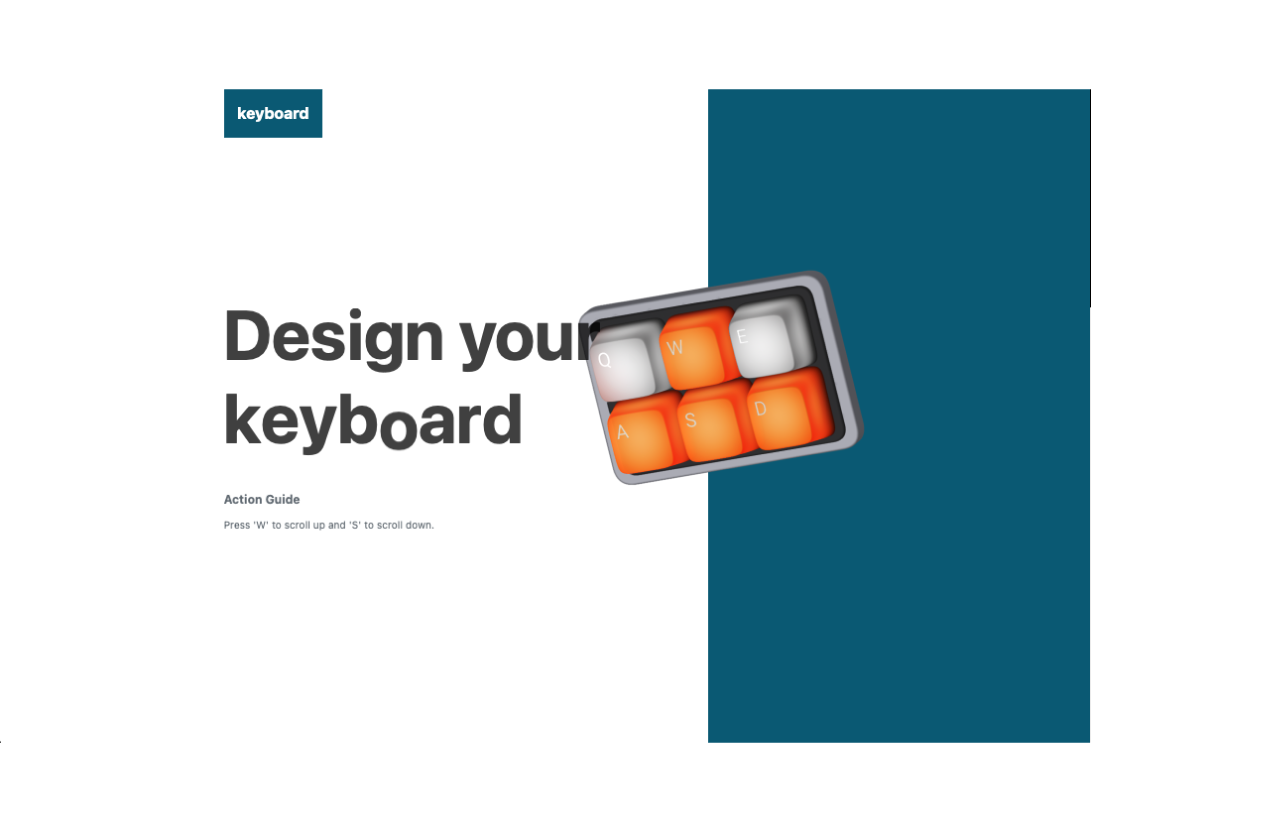 keyboard
Design your
keyboard
Q W E
A S D
Action Guide
Press 'W' to scroll up and 'S' to scroll down.